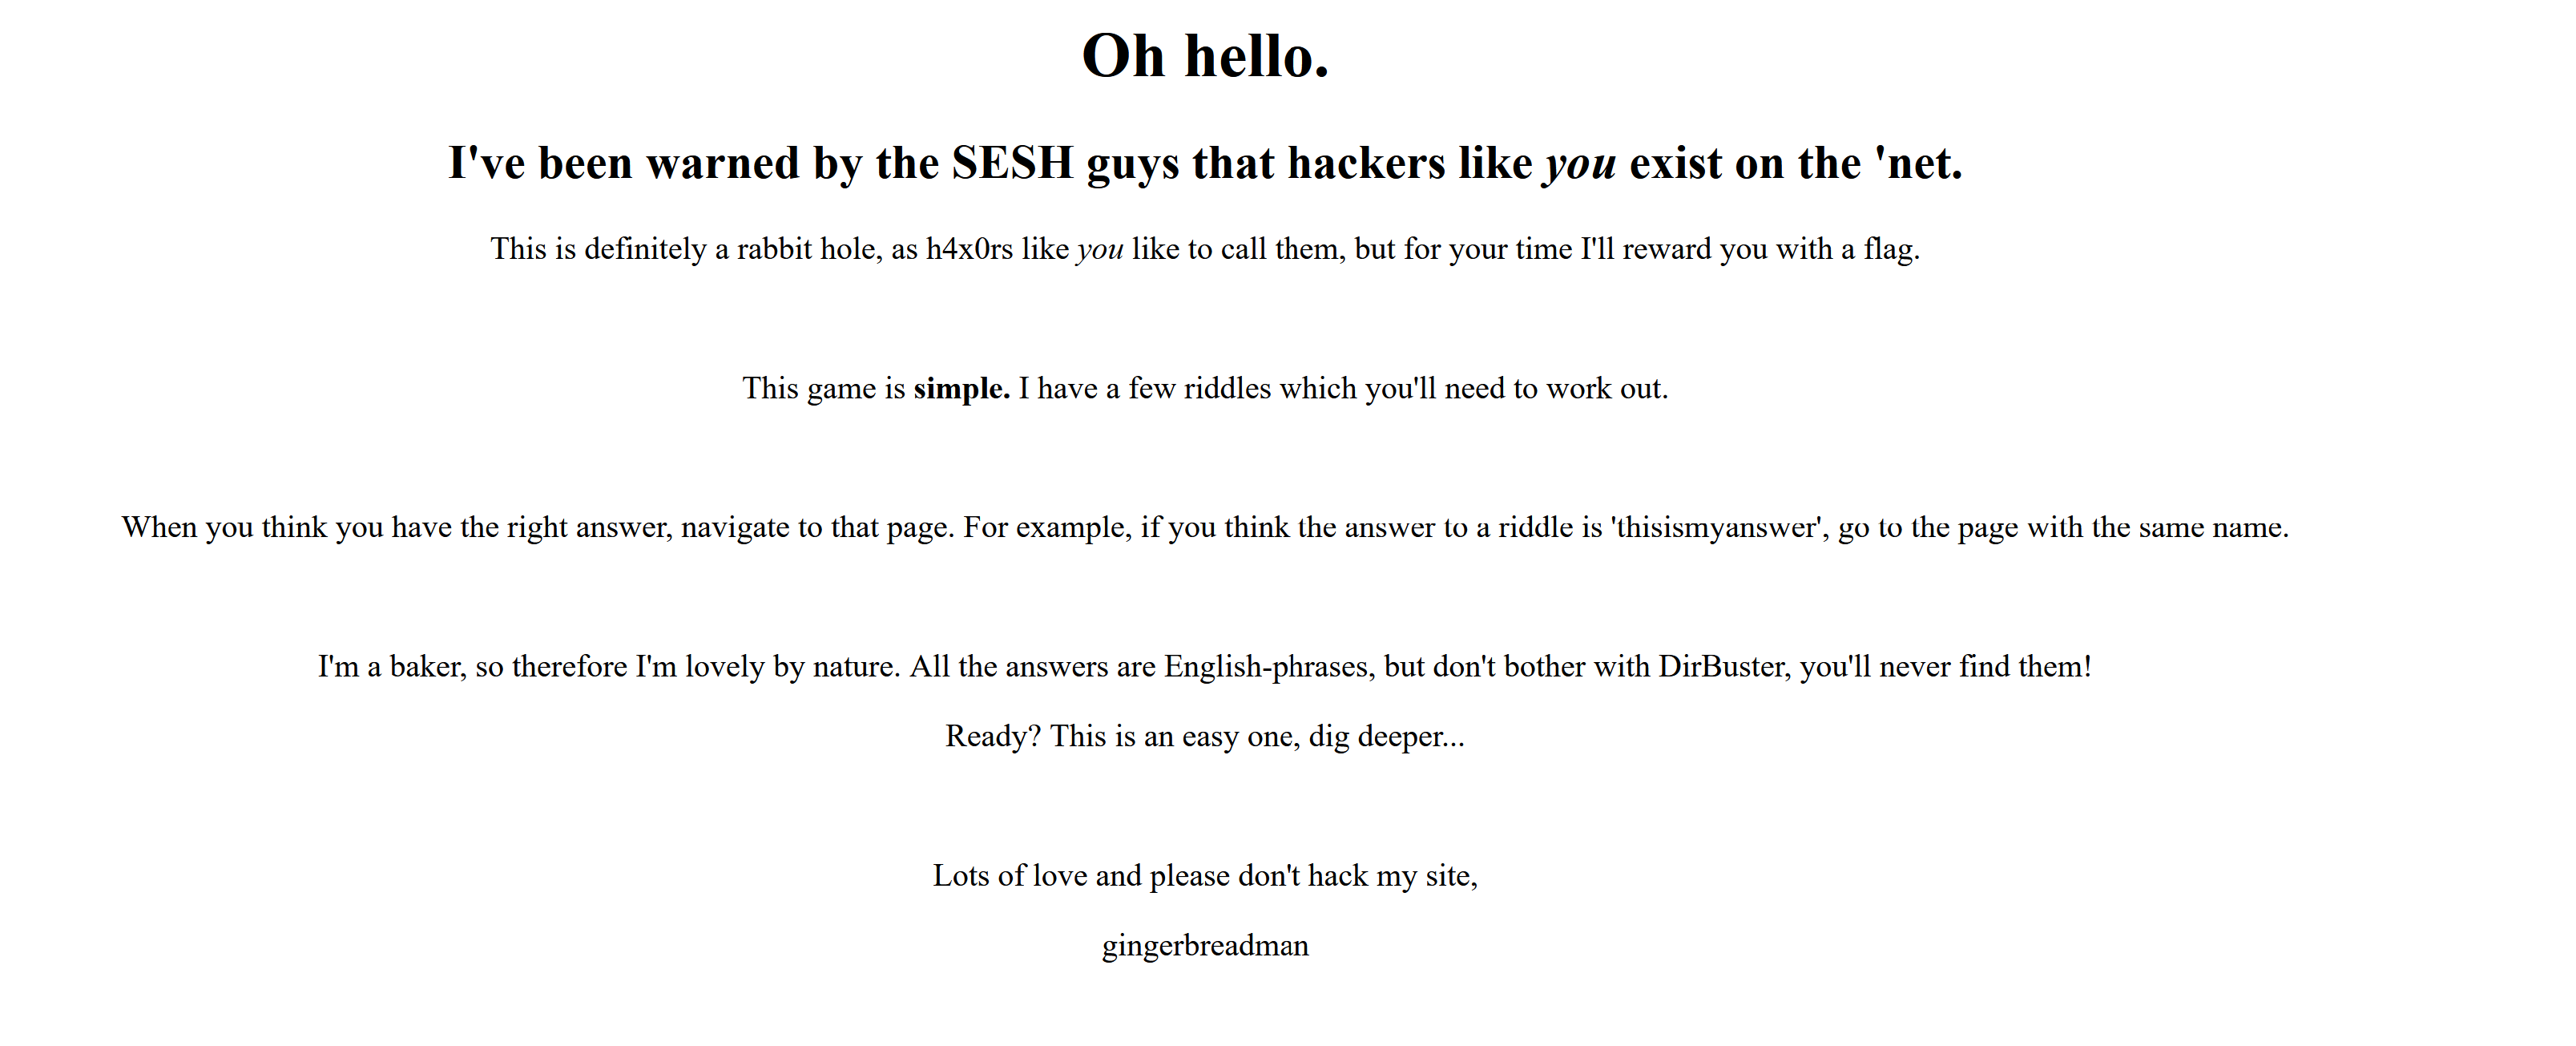 Oh hello.
I've been warned by the SESH guys that hackers like you exist on the 'net.
This is definitely a rabbit hole, as h4x0rs like you like to call them, but for your time I'll reward you with a flag.
This game is simple. I have a few riddles which you'll need to work out.
When you think you have the right answer, navigate to that page. For example, if you think the answer to a riddle is 'thisismyanswer', go to the page with the same name.
I'm a baker, so therefore I'm lovely by nature. All the answers are English-phrases, but don't bother with DirBuster, you'll never find them!
Ready? This is an easy one, dig deeper...
Lots of love and please don't hack my site,
gingerbreadman